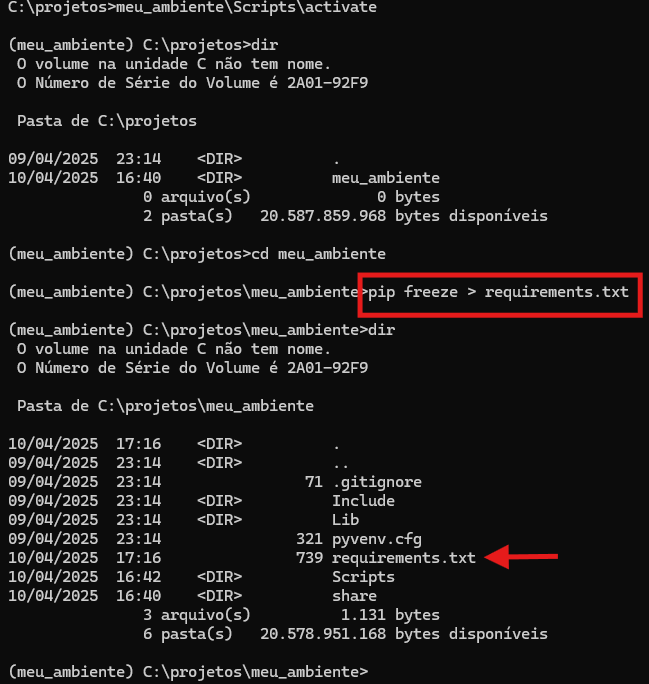 C:\projetos>meu_ambiente\Scripts\activate
(meu_ambiente) C:\projetos>dir
O volume na unidade C não tem nome.
O Número de Série do Volume é 2A01-92F9
Pasta de C:\projetos
09/04/2025  23:14    <DIR>          .
10/04/2025  16:40    <DIR>          meu_ambiente
0 arquivo(s)              0 bytes
2 pasta(s)   20.587.859.968 bytes disponíveis
(meu_ambiente) C:\projetos>cd meu_ambiente
(meu_ambiente) C:\projetos\meu_ambiente>pip freeze > requirements.txt
(meu_ambiente) C:\projetos\meu_ambiente>dir
O volume na unidade C não tem nome.
O Número de Série do Volume é 2A01-92F9
Pasta de C:\projetos\meu_ambiente
10/04/2025  17:16    <DIR>          .
09/04/2025  23:14    <DIR>          ..
09/04/2025  23:14                71 .gitignore
09/04/2025  23:14    <DIR>          Include
09/04/2025  23:14    <DIR>          Lib
09/04/2025  23:14               321 pyvenv.cfg
10/04/2025  17:16               739 requirements.txt
10/04/2025  16:42    <DIR>          Scripts
10/04/2025  16:40    <DIR>          share
3 arquivo(s)          1.131 bytes
6 pasta(s)   20.578.951.168 bytes disponíveis
(meu_ambiente) C:\projetos\meu_ambiente>